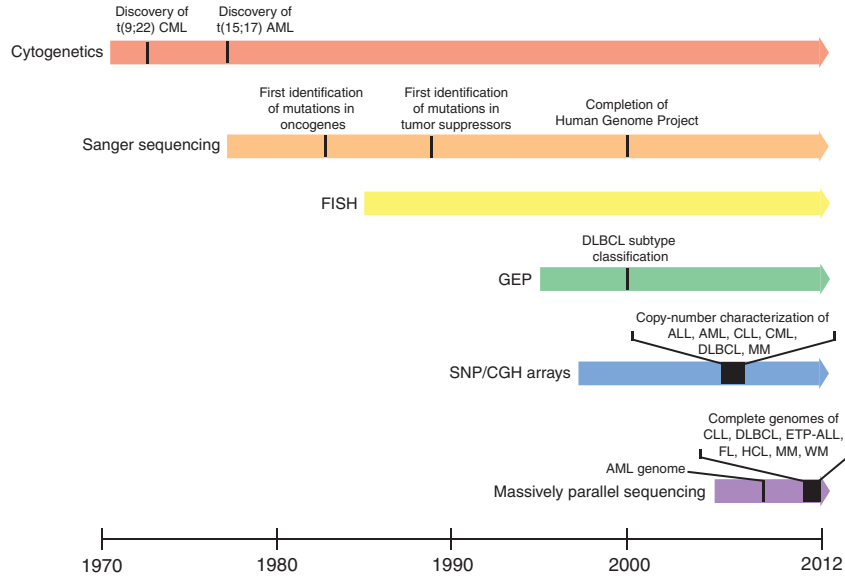 Discovery of
t(9;22) CML
Discovery of
t(15;17) AML
Cytogenetics
First identification
of mutations in
oncogenes
First identification
of mutations in
tumor suppressors
Completion of
Human Genome Project
Sanger sequencing
FISH
DLBCL subtype
classification
GEP
Copy-number characterization of
ALL, AML, CLL, CML,
DLBCL, MM
SNP/CGH arrays
Complete genomes of
CLL, DLBCL, ETP-ALL,
FL, HCL, MM, WM
AML genome
Massively parallel sequencing
1970
1980
1990
2000
2012